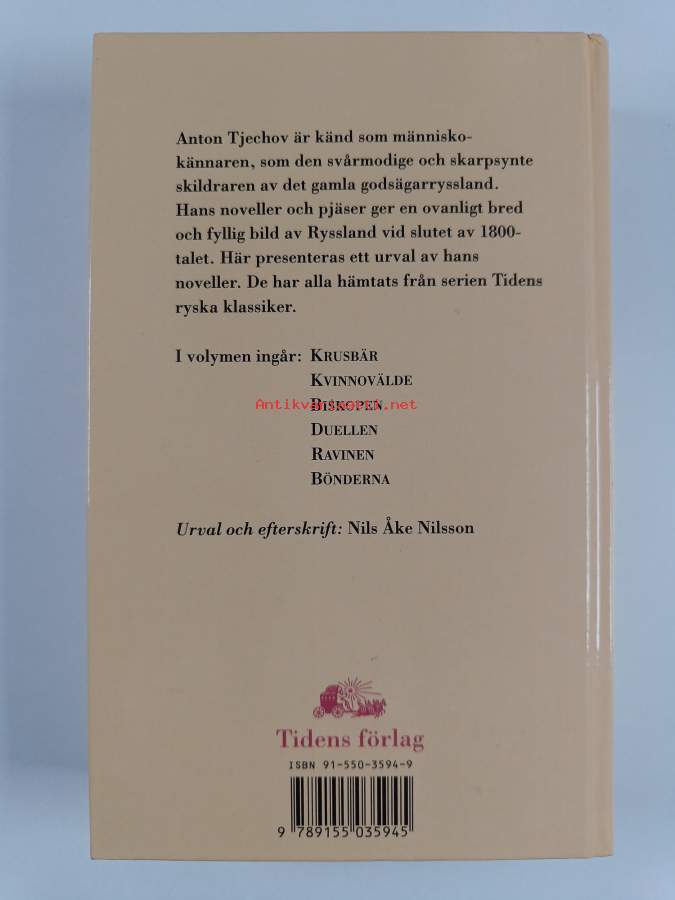 Anton Tjechov är känd som människo-
kännaren, som den svårmodige och skarpsynte
skildraren av det gamla godsägarryssland.
Hans noveller och pjäser ger en ovanligt bred
och fyllig bild av Ryssland vid slutet av 1800-
talet. Här presenteras ett urval av hans
noveller. De har alla hämtats från serien Tidens
ryska klassiker.
I volymen ingår: KRUSBÄR
KVINNOVÄLDE
BISKOPEN
Antikvariaatti.net
DUELLEN
RAVINEN
BÖNDERNA
Urval och efterskrift: Nils Åke Nilsson
Tidens förlag
ISBN 91-550-3594-9
9 789155 035945